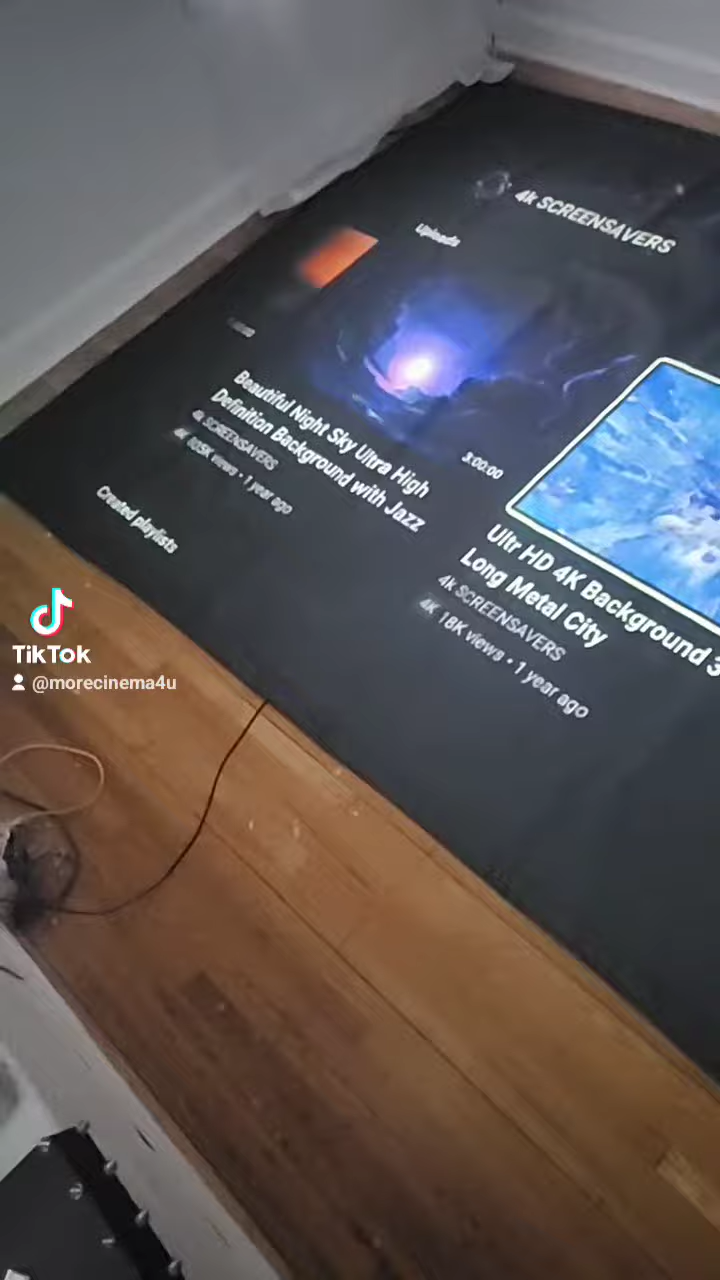 4k SCREENSAVERS
Uploads
Beautiful Night Sky Ultra High
Definition Background with Jazz
4k SCREENSAVERS
views • 1 year ago
3:00:00
Ultr HD 4K Background 3
Long Metal City
4k SCREENSAVERS
4K 18K views • 1 year ago
Created playlists
TikTok
@morecinema4u